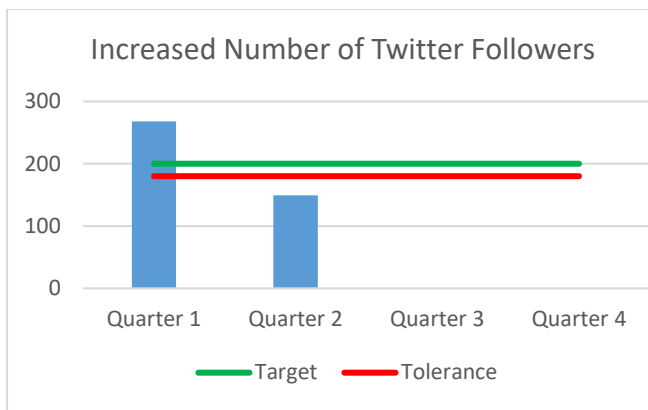 Increased Number of Twitter Followers
300
200
100
0
Quarter 1 Quarter 2 Quarter 3 Quarter 4
Target Tolerance